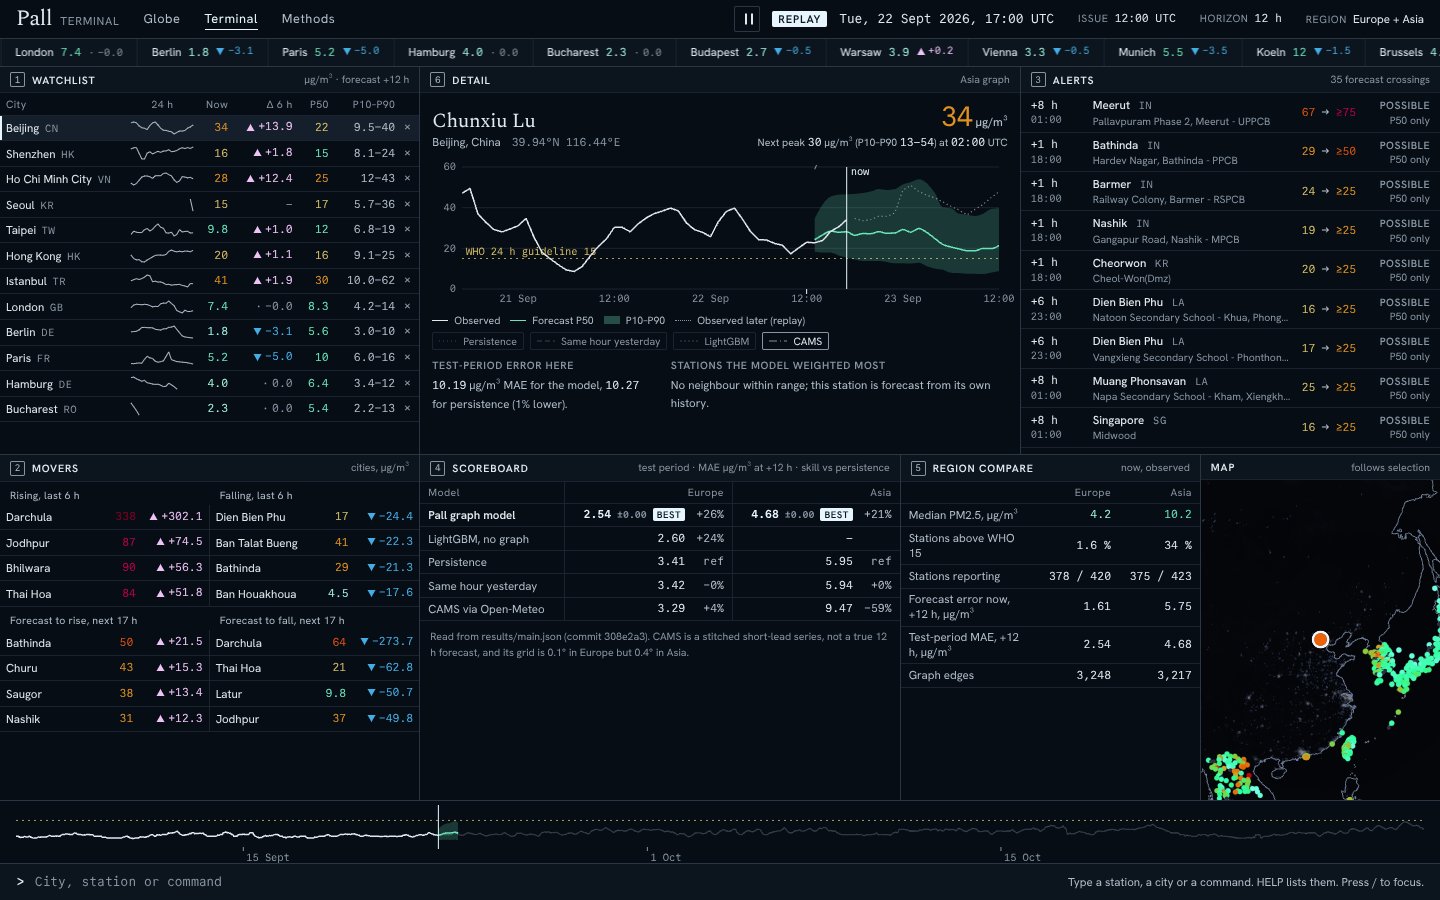 Pall TERMINAL Globe Terminal Methods REPLAY Tue, 22 Sept 2026, 17:00 UTC ISSUE 12:00 UTC HORIZON 12 h REGION Europe + Asia
London 7.4 · -0.0 Berlin 1.8 ▼ -3.1 Paris 5.2 ▼ -5.0 Hamburg 4.0 · 0.0 Bucharest 2.3 · 0.0 Budapest 2.7 ▼ -0.5 Warsaw 3.9 ▲ +0.2 Vienna 3.3 ▼ -0.5 Munich 5.5 ▼ -3.5 Koeln 12 ▼ -1.5 Brussels 4.
1 WATCHLIST µg/m³ · forecast +12 h
City 24 h Now Δ 6 h P50 P10–P90
Beijing CN 34 ▲ +13.9 22 9.5–40 ×
Shenzhen HK 16 ▲ +1.8 15 8.1–24 ×
Ho Chi Minh City VN 28 ▲ +12.4 25 12–43 ×
Seoul KR 15 – 17 5.7–36 ×
Taipei TW 9.8 ▲ +1.0 12 6.8–19 ×
Hong Kong HK 20 ▲ +1.1 16 9.1–25 ×
Istanbul TR 41 ▲ +1.9 30 10.0–62 ×
London GB 7.4 · -0.0 8.3 4.2–14 ×
Berlin DE 1.8 ▼ -3.1 5.6 3.0–10 ×
Paris FR 5.2 ▼ -5.0 10 6.0–16 ×
Hamburg DE 4.0 · 0.0 6.4 3.4–12 ×
Bucharest RO 2.3 · 0.0 5.4 2.2–13 ×
6 DETAIL Asia graph
Chunxiu Lu 34 µg/m³
Beijing, China 39.94°N 116.44°E Next peak 30 µg/m³ (P10–P90 13–54) at 02:00 UTC
60
40
20
0
now
WHO 24 h guideline 15
21 Sep 12:00 22 Sep 12:00 23 Sep 12:00
Observed Forecast P50 P10–P90 Observed later (replay)
Persistence Same hour yesterday LightGBM CAMS
TEST-PERIOD ERROR HERE
10.19 µg/m³ MAE for the model, 10.27
for persistence (1% lower).
STATIONS THE MODEL WEIGHTED MOST
No neighbour within range; this station is forecast from its own
history.
3 ALERTS 35 forecast crossings
+8 h Meerut IN 67 → ≥75 POSSIBLE
01:00 Pallavpuram Phase 2, Meerut - UPPCB P50 only
+1 h Bathinda IN 29 → ≥50 POSSIBLE
18:00 Hardev Nagar, Bathinda - PPCB P50 only
+1 h Barmer IN 24 → ≥25 POSSIBLE
18:00 Railway Colony, Barmer - RSPCB P50 only
+1 h Nashik IN 19 → ≥25 POSSIBLE
18:00 Gangapur Road, Nashik - MPCB P50 only
+1 h Cheorwon KR 20 → ≥25 POSSIBLE
18:00 Cheol-Won(Dmz) P50 only
+6 h Dien Bien Phu LA 16 → ≥25 POSSIBLE
23:00 Natoon Secondary School - Khua, Phong... P50 only
+6 h Dien Bien Phu LA 17 → ≥25 POSSIBLE
23:00 Vangxieng Secondary School - Phonthon... P50 only
+8 h Muang Phonsavan LA 25 → ≥25 POSSIBLE
01:00 Napa Secondary School - Kham, Xiengkh... P50 only
+8 h Singapore SG 16 → ≥25 POSSIBLE
01:00 Midwood P50 only
2 MOVERS cities, µg/m³
Rising, last 6 h Falling, last 6 h
Darchula 338 ▲ +302.1 Dien Bien Phu 17 ▼ -24.4
Jodhpur 87 ▲ +74.5 Ban Talat Bueng 41 ▼ -22.3
Bhilwara 90 ▲ +56.3 Bathinda 29 ▼ -21.3
Thai Hoa 84 ▲ +51.8 Ban Houakhoua 4.5 ▼ -17.6
Forecast to rise, next 17 h Forecast to fall, next 17 h
Bathinda 50 ▲ +21.5 Darchula 64 ▼ -273.7
Churu 43 ▲ +15.3 Thai Hoa 21 ▼ -62.8
Saugor 38 ▲ +13.4 Latur 9.8 ▼ -50.7
Nashik 31 ▲ +12.3 Jodhpur 37 ▼ -49.8
4 SCOREBOARD test period · MAE µg/m³ at +12 h · skill vs persistence
Model Europe Asia
Pall graph model 2.54 ±0.00 BEST +26% 4.68 ±0.00 BEST +21%
LightGBM, no graph 2.60 +24% –
Persistence 3.41 ref 5.95 ref
Same hour yesterday 3.42 -0% 5.94 +0%
CAMS via Open-Meteo 3.29 +4% 9.47 -59%
Read from results/main.json (commit 308e2a3). CAMS is a stitched short-lead series, not a true 12
h forecast, and its grid is 0.1° in Europe but 0.4° in Asia.
5 REGION COMPARE now, observed
Europe Asia
Median PM2.5, µg/m³ 4.2 10.2
Stations above WHO
15 1.6 % 34 %
Stations reporting 378 / 420 375 / 423
Forecast error now,
+12 h, µg/m³ 1.61 5.75
Test-period MAE, +12
h, µg/m³ 2.54 4.68
Graph edges 3,248 3,217
MAP follows selection
15 Sept 1 Oct 15 Oct
> City, station or command Type a station, a city or a command. HELP lists them. Press / to focus.